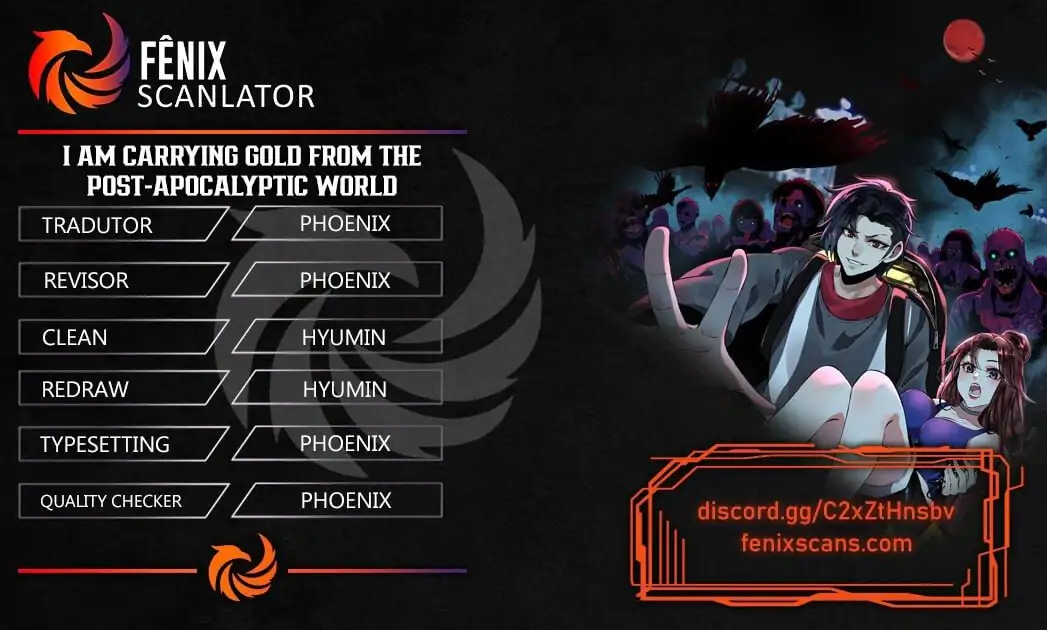 FÊNIX
SCANLATOR
I AM CARRYING GOLD FROM THE
POST-APOCALYPTIC WORLD
TRADUTOR PHOENIX
REVISOR PHOENIX
CLEAN HYUMIN
REDRAW HYUMIN
TYPESETTING PHOENIX
QUALITY CHECKER PHOENIX
discord.gg/C2xZtHnsbv
fenixscans.com